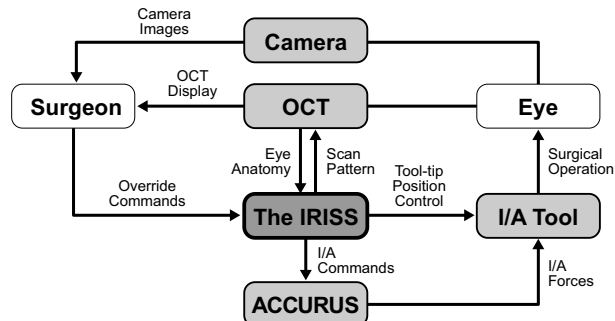 Camera
Images
Camera
OCT
Display
Surgeon
OCT
Eye
Eye
Anatomy
Scan
Pattern
Tool-tip
Position
Control
Surgical
Operation
Override
Commands
The IRISS
I/A Tool
I/A
Commands
I/A
Forces
ACCURUS